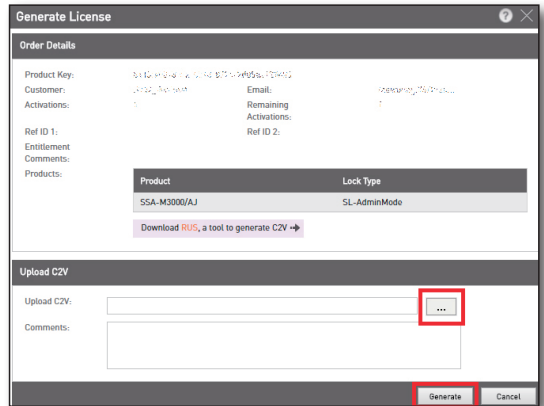 Generate License
Order Details
Product Key:
Customer:
Email:
Activations:
Remaining Activations:
Ref ID 1:
Ref ID 2:
Entitlement Comments:
Products:
Product Lock Type
SSA-M3000/AJ SL-AdminMode
Download RUS, a tool to generate C2V
Upload C2V
Upload C2V:
...
Comments:
Generate Cancel